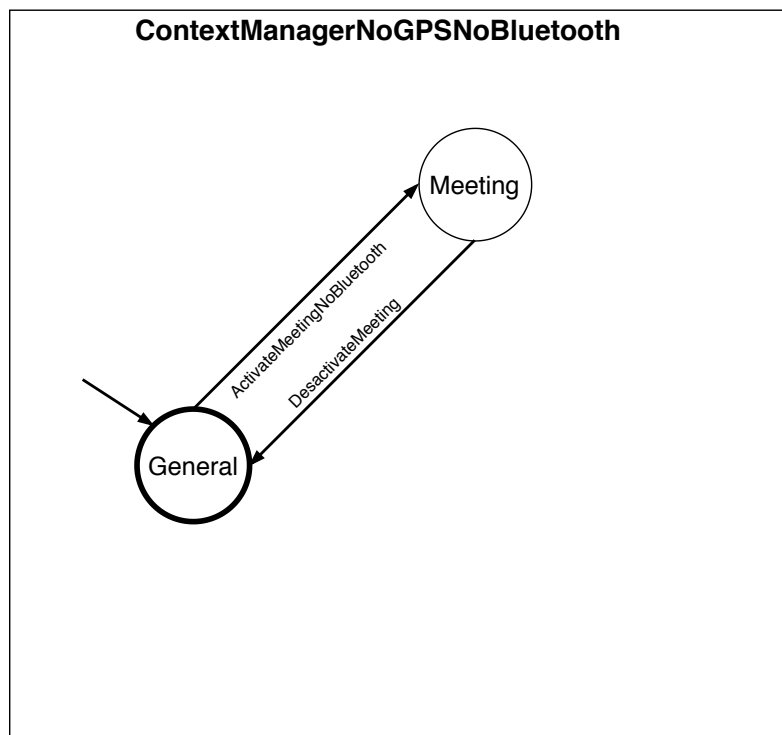 ContextManagerNoGPSNoBluetooth
Meeting
ActivateMeetingNoBluetooth
DesactivateMeeting
General